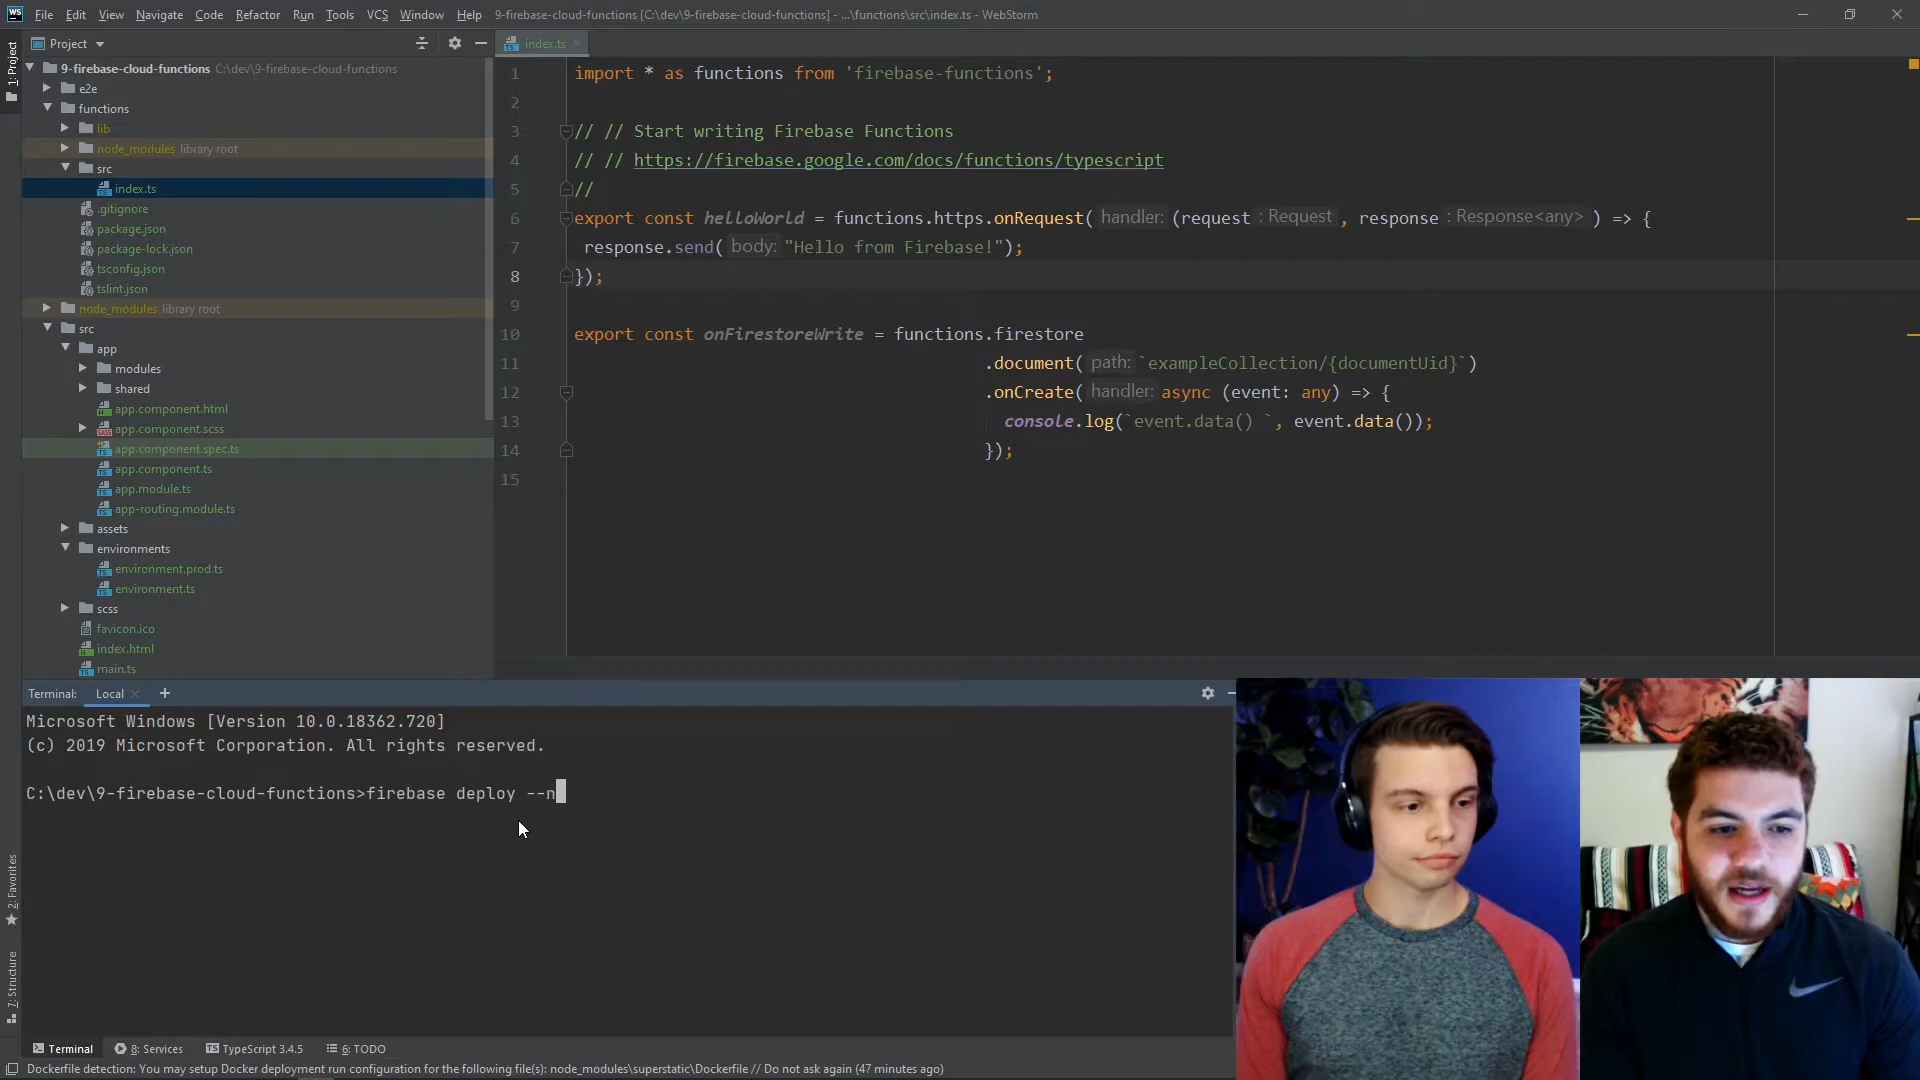 WS File Edit View Navigate Code Refactor Run Tools VCS Window Help 9-firebase-cloud-functions [C:\dev\9-firebase-cloud-functions] - ...\functions\src\index.ts - WebStorm
Project
1: Project
9-firebase-cloud-functions C:\dev\9-firebase-cloud-functions
e2e
functions
lib
node_modules library root
src
index.ts
.gitignore
package.json
package-lock.json
tsconfig.json
tslint.json
node_modules library root
src
app
modules
shared
app.component.html
app.component.scss
app.component.spec.ts
app.component.ts
app.module.ts
app-routing.module.ts
assets
environments
environment.prod.ts
environment.ts
scss
favicon.ico
index.html
main.ts
index.ts
1 import * as functions from 'firebase-functions';
2
3 // // Start writing Firebase Functions
4 // // https://firebase.google.com/docs/functions/typescript
5 //
6 export const helloWorld = functions.https.onRequest( handler: (request : Request , response : Response<any> ) => {
7 response.send( body: "Hello from Firebase!");
8 });
9
10 export const onFirestoreWrite = functions.firestore
11 .document( path: `exampleCollection/{documentUid}`)
12 .onCreate( handler: async (event: any) => {
13 console.log(`event.data() `, event.data());
14 });
15
Terminal: Local +
Microsoft Windows [Version 10.0.18362.720]
(c) 2019 Microsoft Corporation. All rights reserved.
C:\dev\9-firebase-cloud-functions>firebase deploy --n
2: Favorites
7: Structure
Terminal 8: Services TypeScript 3.4.5 6: TODO
Dockerfile detection: You may setup Docker deployment run configuration for the following file(s): node_modules\superstatic\Dockerfile // Do not ask again (47 minutes ago)